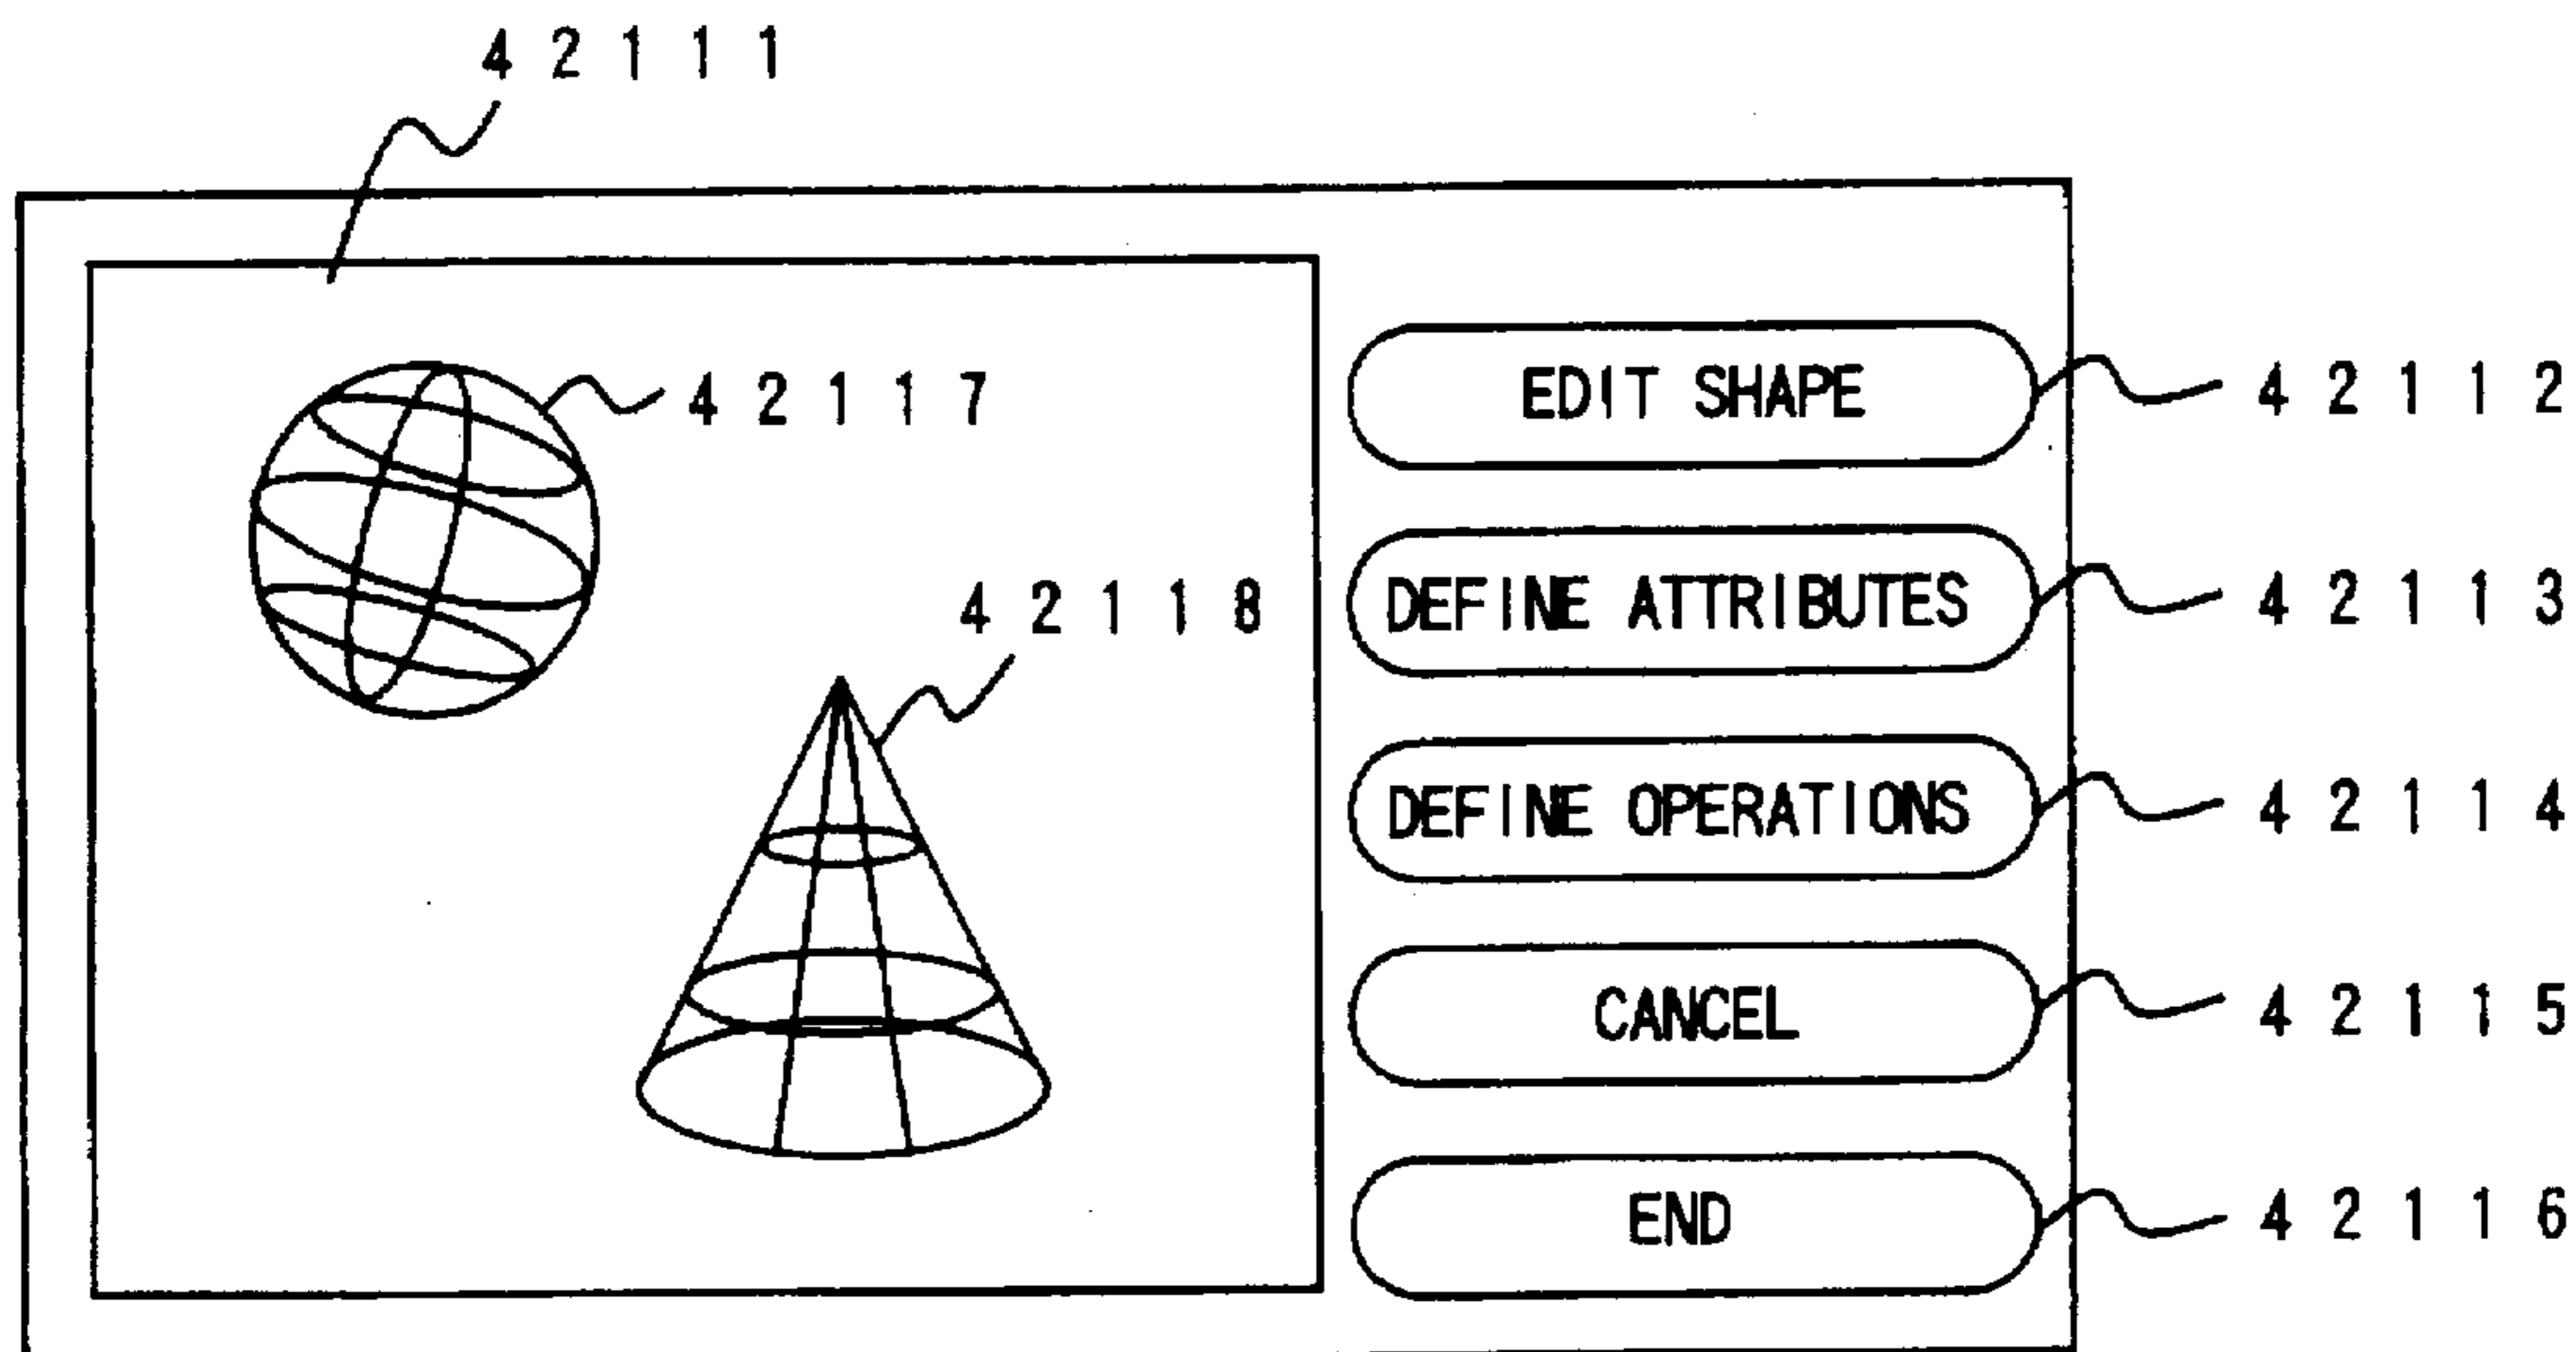 42111
42117
42118
EDIT SHAPE 42112
DEFINE ATTRIBUTES 42113
DEFINE OPERATIONS 42114
CANCEL 42115
END 42116